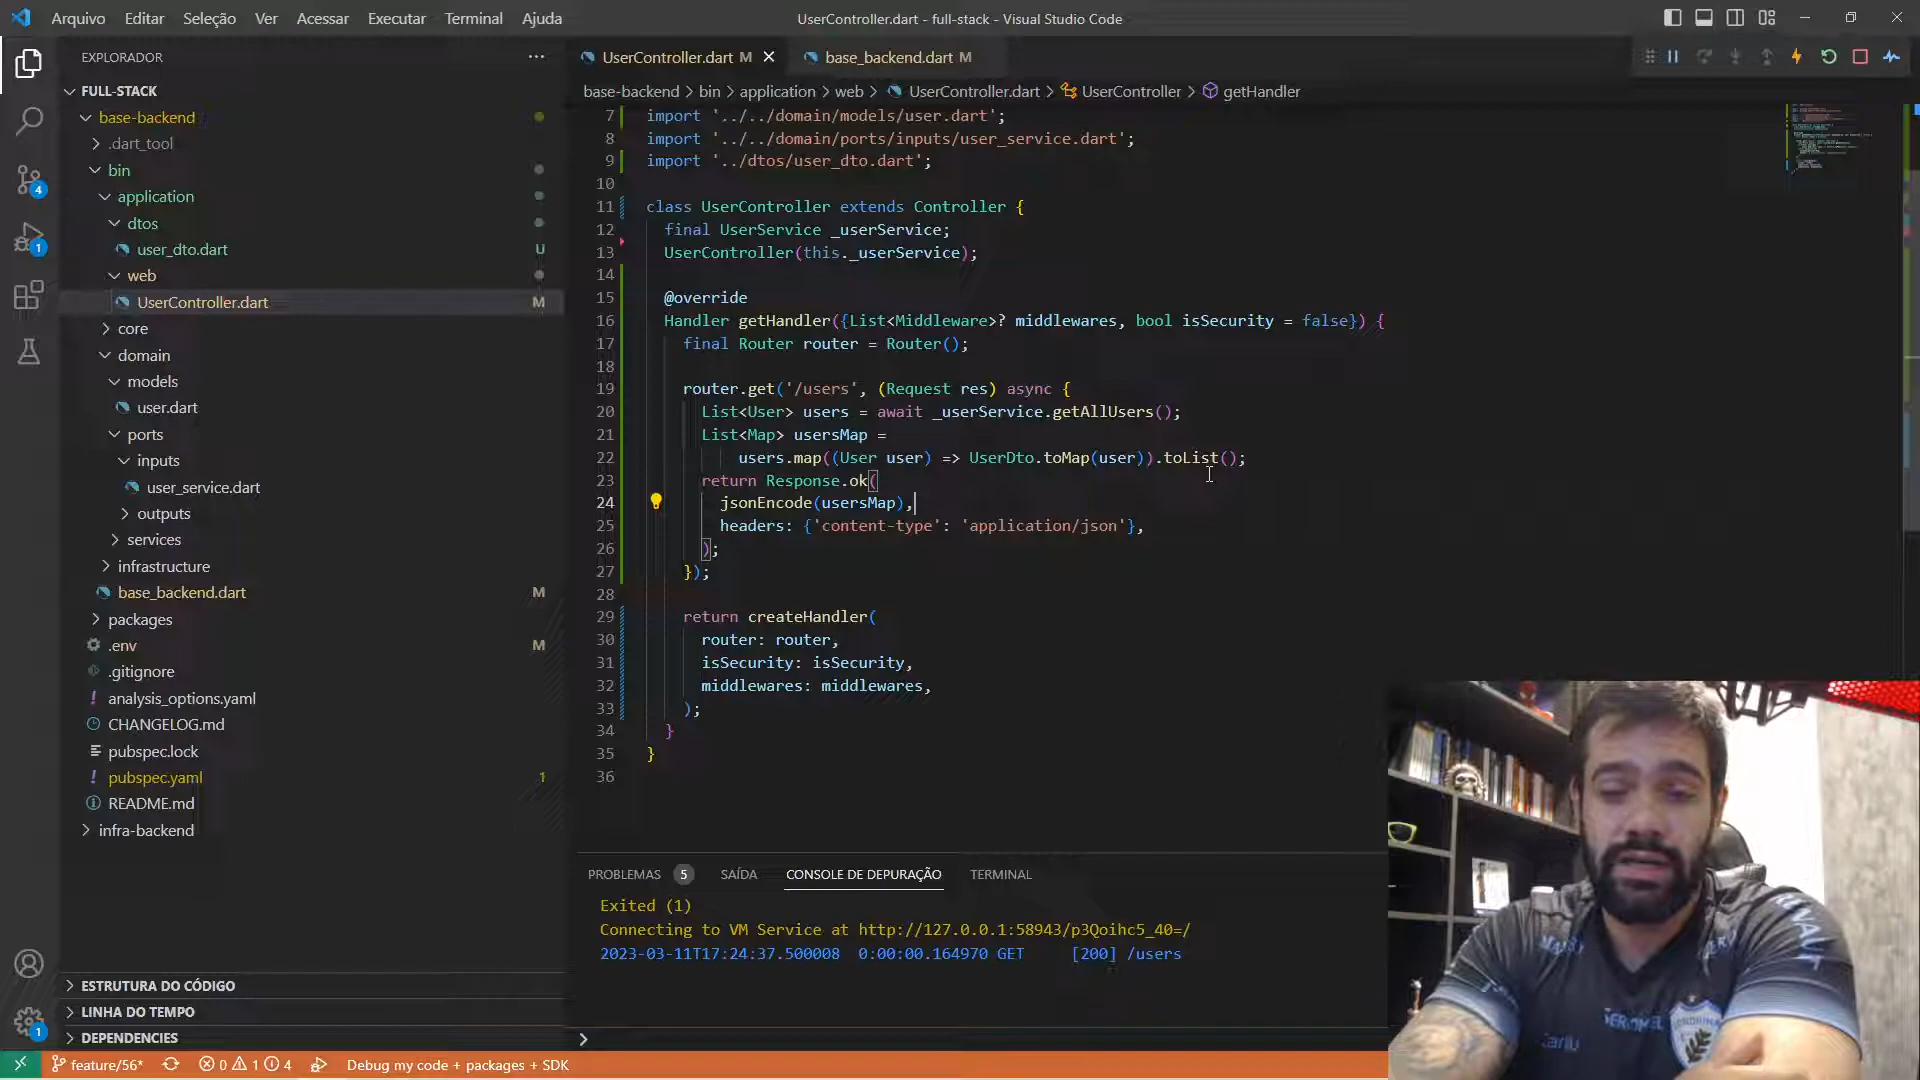 Arquivo Editar Seleção Ver Acessar Executar Terminal Ajuda
UserController.dart - full-stack - Visual Studio Code
EXPLORADOR
FULL-STACK
base-backend
.dart_tool
bin
application
dtos
user_dto.dart U
web
UserController.dart M
core
domain
models
user.dart
ports
inputs
user_service.dart
outputs
services
infrastructure
base_backend.dart M
packages
.env M
.gitignore
analysis_options.yaml
CHANGELOG.md
pubspec.lock
pubspec.yaml 1
README.md
infra-backend
ESTRUTURA DO CÓDIGO
LINHA DO TEMPO
DEPENDENCIES
4
1
1
UserController.dart M
base_backend.dart M
base-backend > bin > application > web > UserController.dart > UserController > getHandler
7 import '../../domain/models/user.dart';
8 import '../../domain/ports/inputs/user_service.dart';
9 import '../dtos/user_dto.dart';
10
11 class UserController extends Controller {
12 final UserService _userService;
13 UserController(this._userService);
14
15 @override
16 Handler getHandler({List<Middleware>? middlewares, bool isSecurity = false}) {
17 final Router router = Router();
18
19 router.get('/users', (Request res) async {
20 List<User> users = await _userService.getAllUsers();
21 List<Map> usersMap =
22 users.map((User user) => UserDto.toMap(user)).toList();
23 return Response.ok(
24 jsonEncode(usersMap),
25 headers: {'content-type': 'application/json'},
26 );
27 });
28
29 return createHandler(
30 router: router,
31 isSecurity: isSecurity,
32 middlewares: middlewares,
33 );
34 }
35 }
36
PROBLEMAS 5 SAÍDA CONSOLE DE DEPURAÇÃO TERMINAL
Exited (1)
Connecting to VM Service at http://127.0.0.1:58943/p3Qoihc5_40=/
2023-03-11T17:24:37.500008 0:00:00.164970 GET [200] /users
feature/56* 0 1 4 Debug my code + packages + SDK